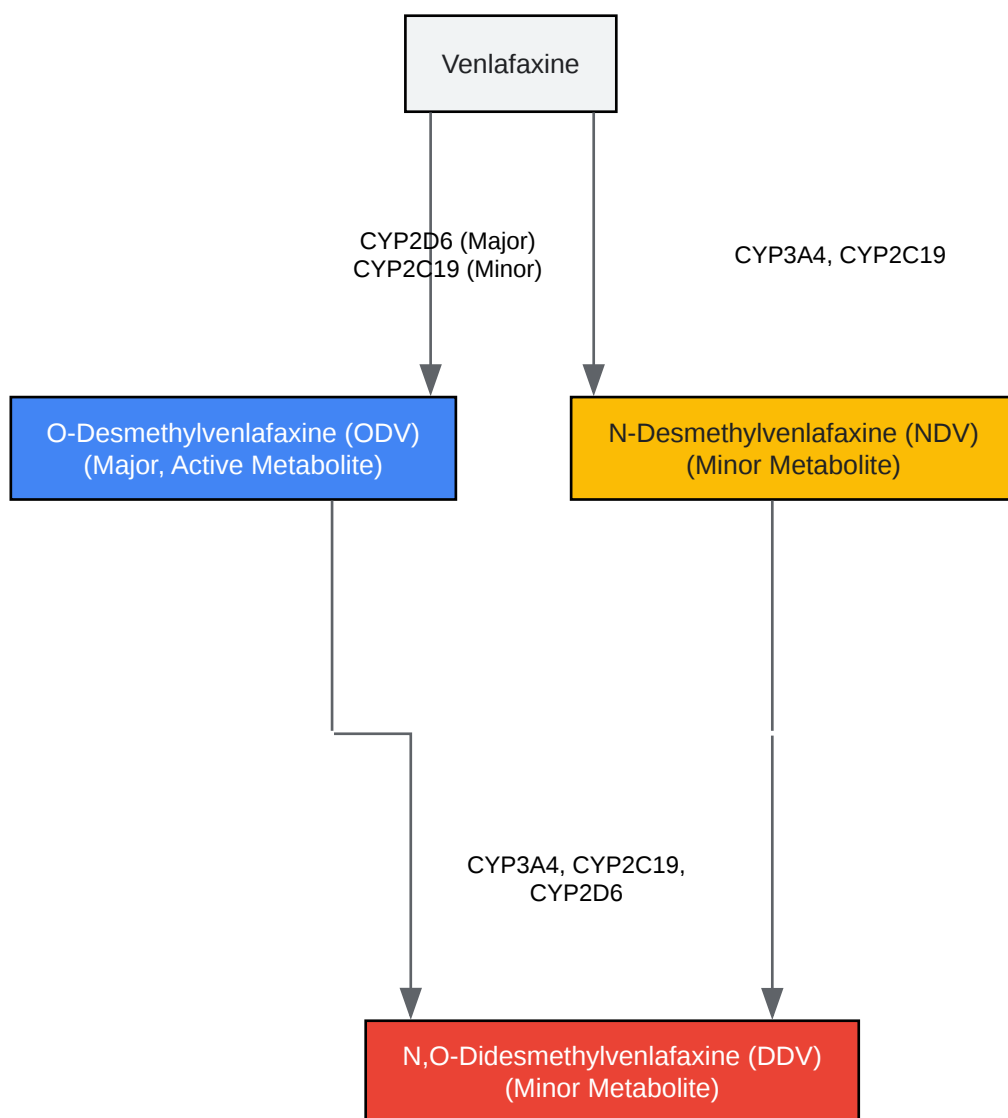 Venlafaxine
CYP2D6 (Major)
CYP2C19 (Minor)
CYP3A4, CYP2C19
O-Desmethylvenlafaxine (ODV)
(Major, Active Metabolite)
N-Desmethylvenlafaxine (NDV)
(Minor Metabolite)
CYP3A4, CYP2C19,
CYP2D6
N,O-Didesmethylvenlafaxine (DDV)
(Minor Metabolite)